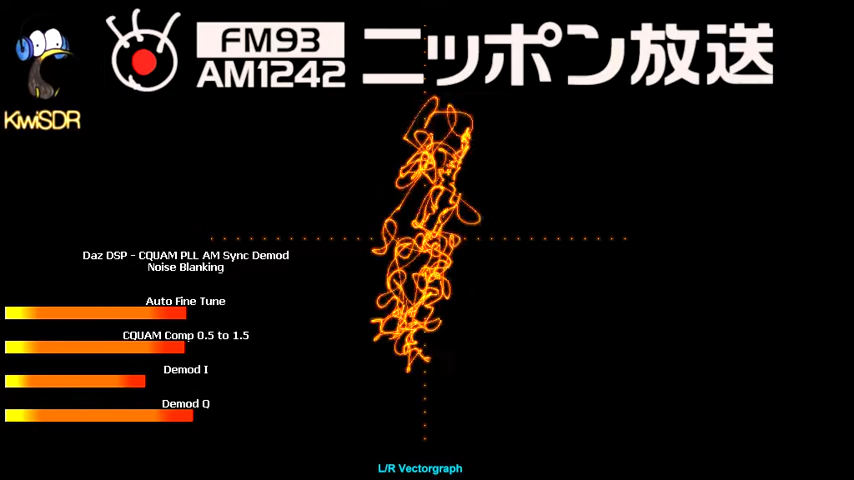 FM93
AM1242
ニッポン放送
KiwiSDR
Daz DSP - CQUAM PLL AM Sync Demod
Noise Blanking
Auto Fine Tune
CQUAM Comp 0.5 to 1.5
Demod I
Demod Q
L/R Vectorgraph